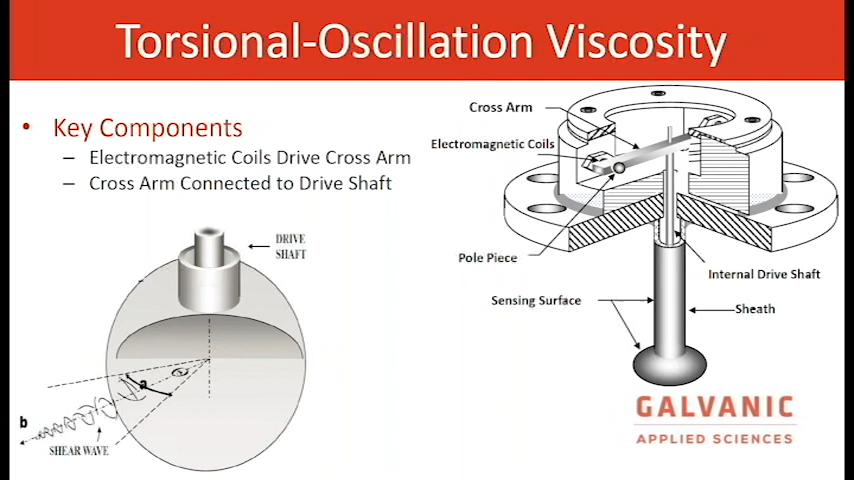 Torsional-Oscillation Viscosity
• Key Components
– Electromagnetic Coils Drive Cross Arm
– Cross Arm Connected to Drive Shaft
Cross Arm
Electromagnetic Coils
Pole Piece
Internal Drive Shaft
Sensing Surface
Sheath
DRIVE
SHAFT
a
b
SHEAR WAVE
GALVANIC
APPLIED SCIENCES